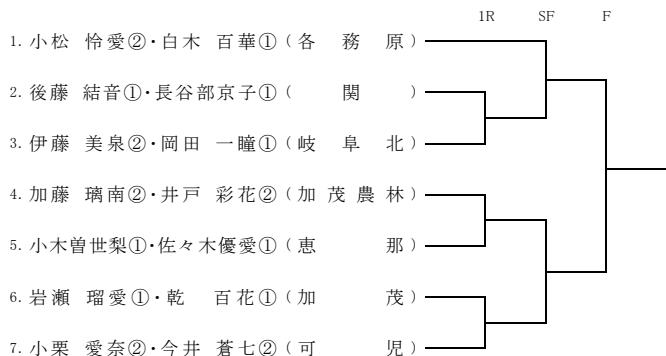 1R SF F
1. 小松 怜愛②・白木 百華①(各務原)
2. 後藤 結音①・長谷部京子①(関)
3. 伊藤 美泉②・岡田 一瞳①(岐阜北)
4. 加藤 璃南②・井戸 彩花②(加茂農林)
5. 小木曽世梨①・佐々木優愛①(恵那)
6. 岩瀬 瑠愛①・乾 百花①(加茂)
7. 小栗 愛奈②・今井 蒼七②(可児)